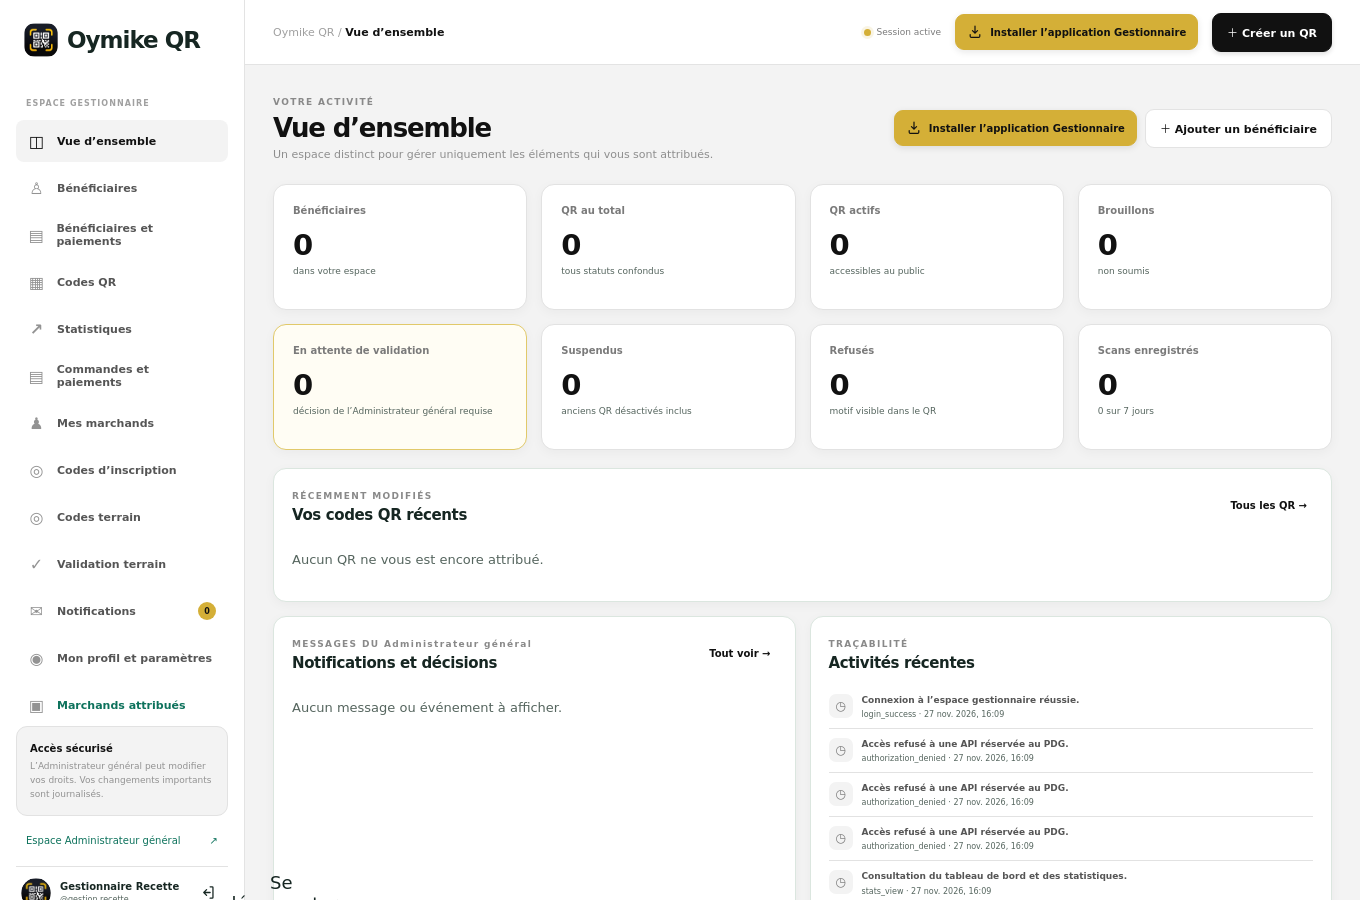 Oymike QR
ESPACE GESTIONNAIRE
Vue d’ensemble
Bénéficiaires
Bénéficiaires et
paiements
Codes QR
Statistiques
Commandes et
paiements
Mes marchands
Codes d’inscription
Codes terrain
Validation terrain
Notifications 0
Mon profil et paramètres
Marchands attribués
Accès sécurisé
L’Administrateur général peut modifier
vos droits. Vos changements importants
sont journalisés.
Espace Administrateur général ↗
Gestionnaire Recette
@gestion.recette
Oymike QR / Vue d’ensemble
Session active
Installer l’application Gestionnaire
+ Créer un QR
VOTRE ACTIVITÉ
Vue d’ensemble
Un espace distinct pour gérer uniquement les éléments qui vous sont attribués.
Installer l’application Gestionnaire
+ Ajouter un bénéficiaire
Bénéficiaires
0
dans votre espace
QR au total
0
tous statuts confondus
QR actifs
0
accessibles au public
Brouillons
0
non soumis
En attente de validation
0
décision de l’Administrateur général requise
Suspendus
0
anciens QR désactivés inclus
Refusés
0
motif visible dans le QR
Scans enregistrés
0
0 sur 7 jours
RÉCEMMENT MODIFIÉS
Vos codes QR récents
Tous les QR →
Aucun QR ne vous est encore attribué.
MESSAGES DU Administrateur général
Notifications et décisions
Tout voir →
Aucun message ou événement à afficher.
TRAÇABILITÉ
Activités récentes
Connexion à l’espace gestionnaire réussie.
login_success · 27 nov. 2026, 16:09
Accès refusé à une API réservée au PDG.
authorization_denied · 27 nov. 2026, 16:09
Accès refusé à une API réservée au PDG.
authorization_denied · 27 nov. 2026, 16:09
Accès refusé à une API réservée au PDG.
authorization_denied · 27 nov. 2026, 16:09
Consultation du tableau de bord et des statistiques.
stats_view · 27 nov. 2026, 16:09
Se